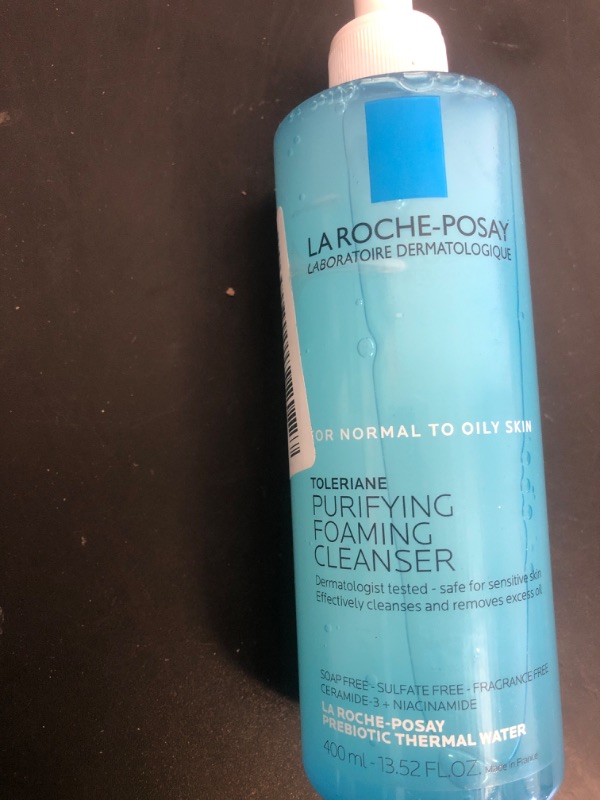 LA ROCHE-POSAY
LABORATOIRE DERMATOLOGIQUE
OR NORMAL TO OILY SKIN
TOLERIANE
PURIFYING
FOAMING
CLEANSER
Dermatologist tested - safe for sensitive skin
Effectively cleanses and removes excess oil
SOAP FREE - SULFATE FREE - FRAGRANCE FREE
CERAMIDE-3 + NIACINAMIDE
LA ROCHE-POSAY
PREBIOTIC THERMAL WATER
400 ml - 13.52 FL.OZ. Made in France